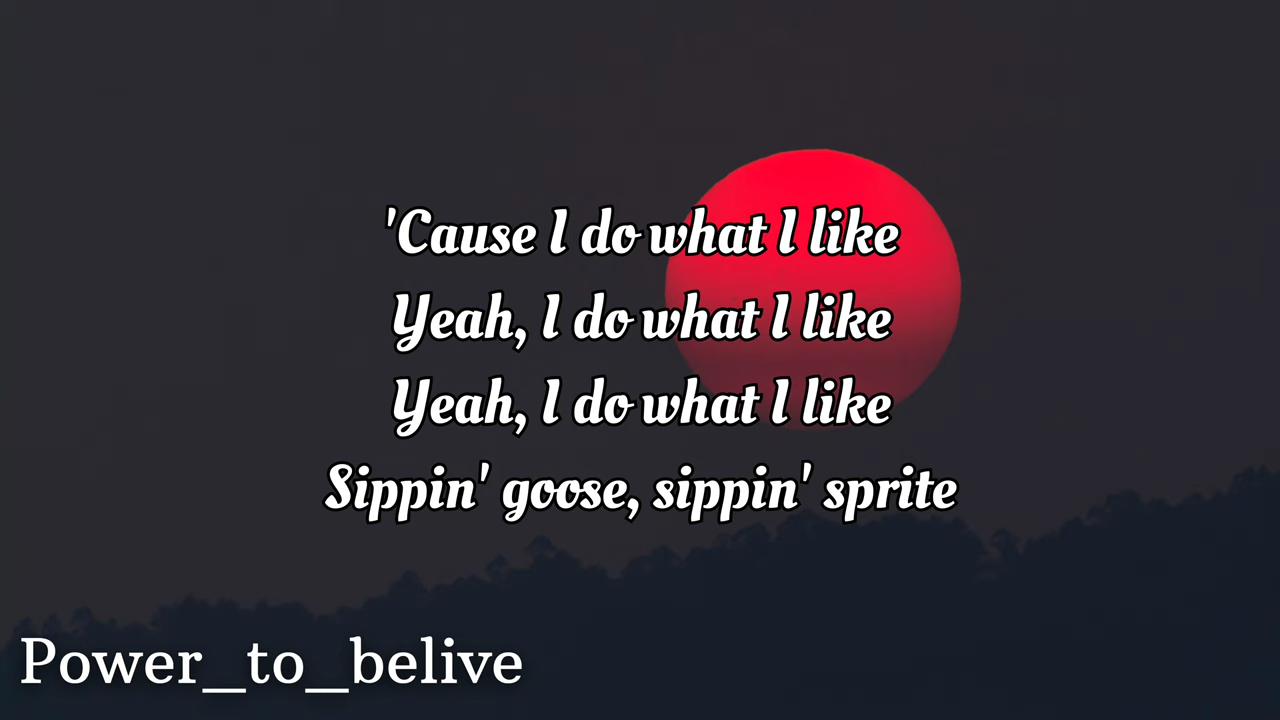 'Cause I do what I like
Yeah, I do what I like
Yeah, I do what I like
Sippin' goose, sippin' sprite
Power_to_belive